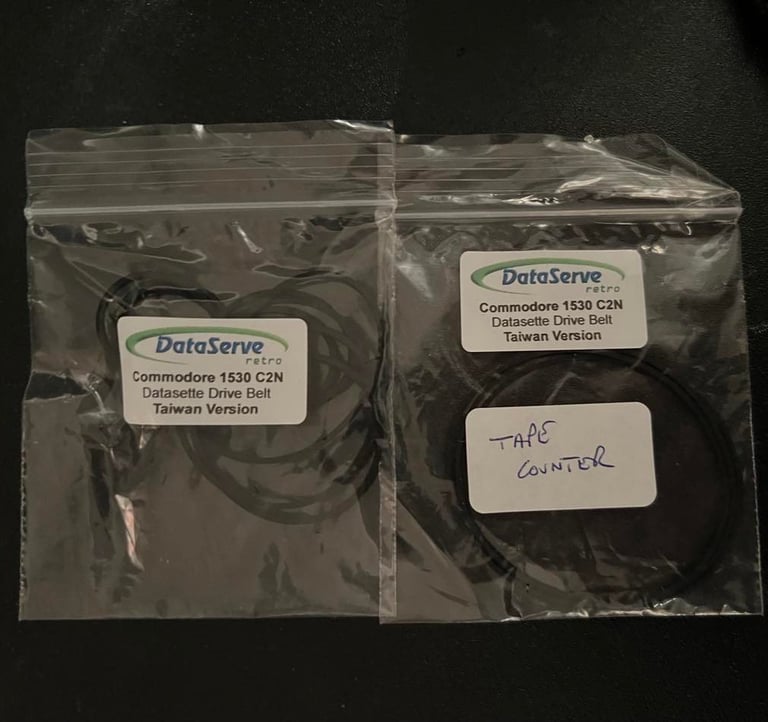 DataServe
retro
Commodore 1530 C2N
Datasette Drive Belt
Taiwan Version
DataServe
retro
Commodore 1530 C2N
Datasette Drive Belt
Taiwan Version
TAPE
COUNTER